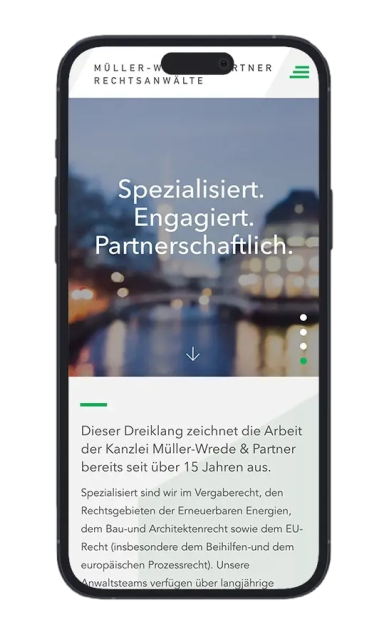 MÜLLER-W RTNER
RECHTSANWÄLTE
Spezialisiert.
Engagiert.
Partnerschaftlich.
Dieser Dreiklang zeichnet die Arbeit
der Kanzlei Müller-Wrede & Partner
bereits seit über 15 Jahren aus.
Spezialisiert sind wir im Vergaberecht, den
Rechtsgebieten der Erneuerbaren Energien,
dem Bau-und Architektenrecht sowie dem EU-
Recht (insbesondere dem Beihilfen-und dem
europäischen Prozessrecht). Unsere
Anwaltsteams verfügen über langjährige